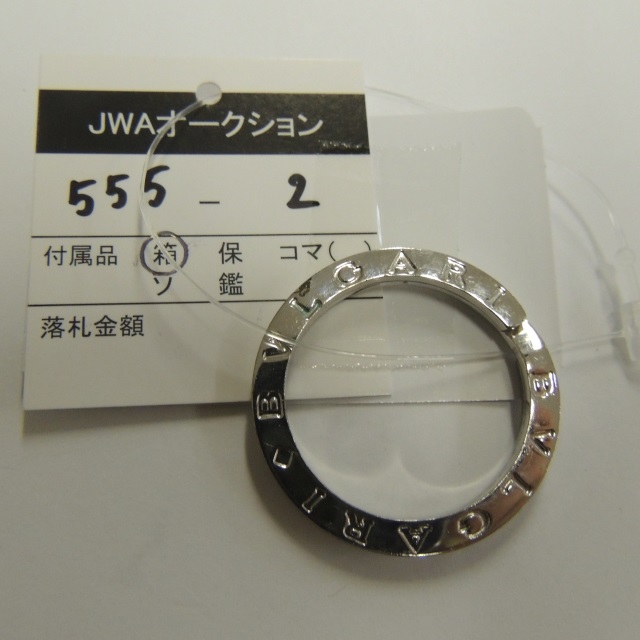 JWAオークション
555 - 2
付属品 箱 保 コマ( )
ソ 鑑
落札金額
BVLGARI BVLGARI